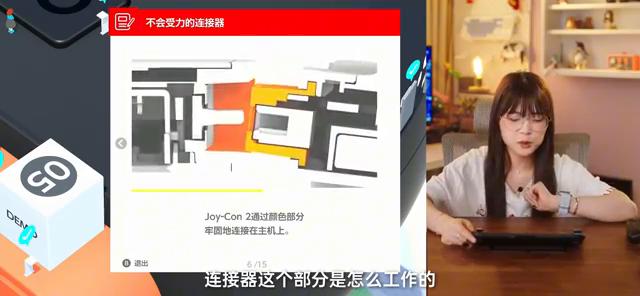 不会受力的连接器
05
DEMO
Joy-Con 2通过颜色部分
牢固地连接在主机上。
B 退出
6/15
连接器这个部分是怎么工作的